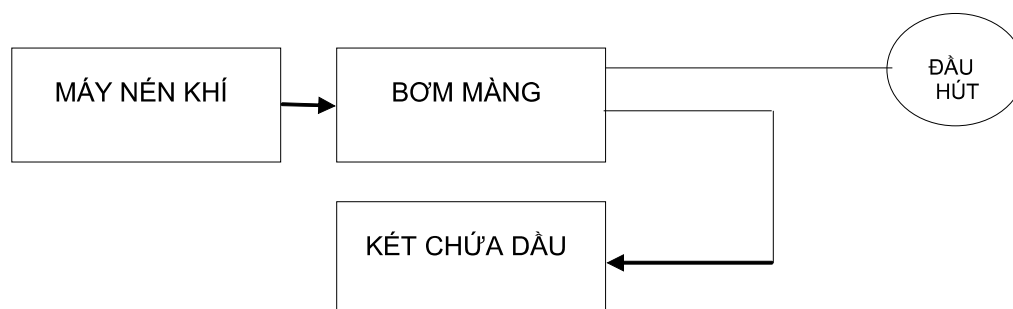 MÁY NÉN KHÍ
BƠM MÀNG
ĐẦU
HÚT
KÉT CHỨA DẦU